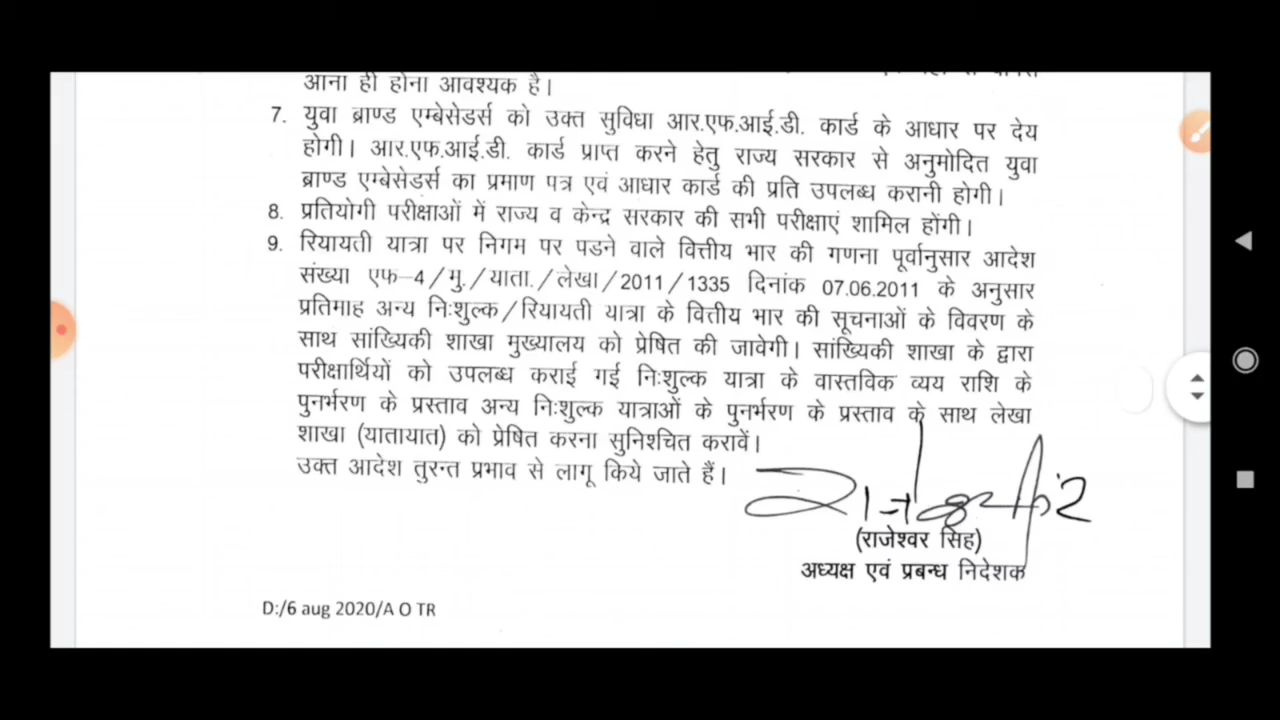 आना ही होना आवश्यक है।
7. युवा ब्राण्ड एम्बेसेडर्स को उक्त सुविधा आर.एफ.आई.डी. कार्ड के आधार पर देय
होगी। आर.एफ.आई.डी. कार्ड प्राप्त करने हेतु राज्य सरकार से अनुमोदित युवा
ब्राण्ड एम्बेसेडर्स का प्रमाण पत्र एवं आधार कार्ड की प्रति उपलब्ध करानी होगी।
8. प्रतियोगी परीक्षाओं में राज्य व केन्द्र सरकार की सभी परीक्षाएं शामिल होंगी।
9. रियायती यात्रा पर निगम पर पडने वाले वित्तीय भार की गणना पूर्वानुसार आदेश
संख्या एफ–4/मु./याता./लेखा/2011/1335 दिनांक 07.06.2011 के अनुसार
प्रतिमाह अन्य निःशुल्क/रियायती यात्रा के वित्तीय भार की सूचनाओं के विवरण के
साथ सांख्यिकी शाखा मुख्यालय को प्रेषित की जावेगी। सांख्यिकी शाखा के द्वारा
परीक्षार्थियों को उपलब्ध कराई गई निःशुल्क यात्रा के वास्तविक व्यय राशि के
पुनर्भरण के प्रस्ताव अन्य निःशुल्क यात्राओं के पुनर्भरण के प्रस्ताव के साथ लेखा
शाखा (यातायात) को प्रेषित करना सुनिश्चित करावें।
उक्त आदेश तुरन्त प्रभाव से लागू किये जाते हैं।
(राजेश्वर सिंह)
अध्यक्ष एवं प्रबन्ध निदेशक
D:/6 aug 2020/A O TR